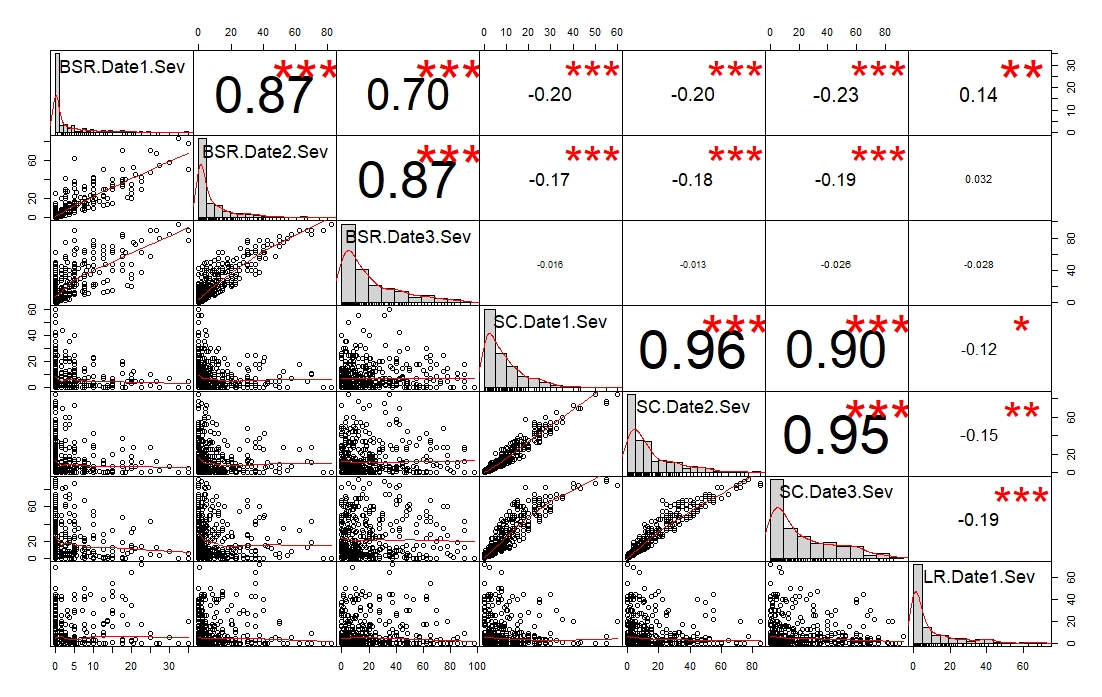 0 20 40 60 80 0 10 20 30 40 50 60 0 20 40 60 80
BSR.Date1.Sev 0.87 *** 0.70 *** -0.20 *** -0.20 *** -0.23 *** 0.14 ** 0 10 20 30
0 20 60 BSR.Date2.Sev 0.87 *** -0.17 *** -0.18 *** -0.19 *** 0.032
BSR.Date3.Sev -0.016 -0.013 -0.026 -0.028 0 40 80
0 20 40 60 SC.Date1.Sev 0.96 *** 0.90 *** -0.12 *
SC.Date2.Sev 0.95 *** -0.15 ** 0 20 40 60
0 20 60 SC.Date3.Sev -0.19 ***
LR.Date1.Sev 0 20 40 60
0 5 10 20 30 0 20 40 60 80 100 0 20 40 60 80 0 20 40 60